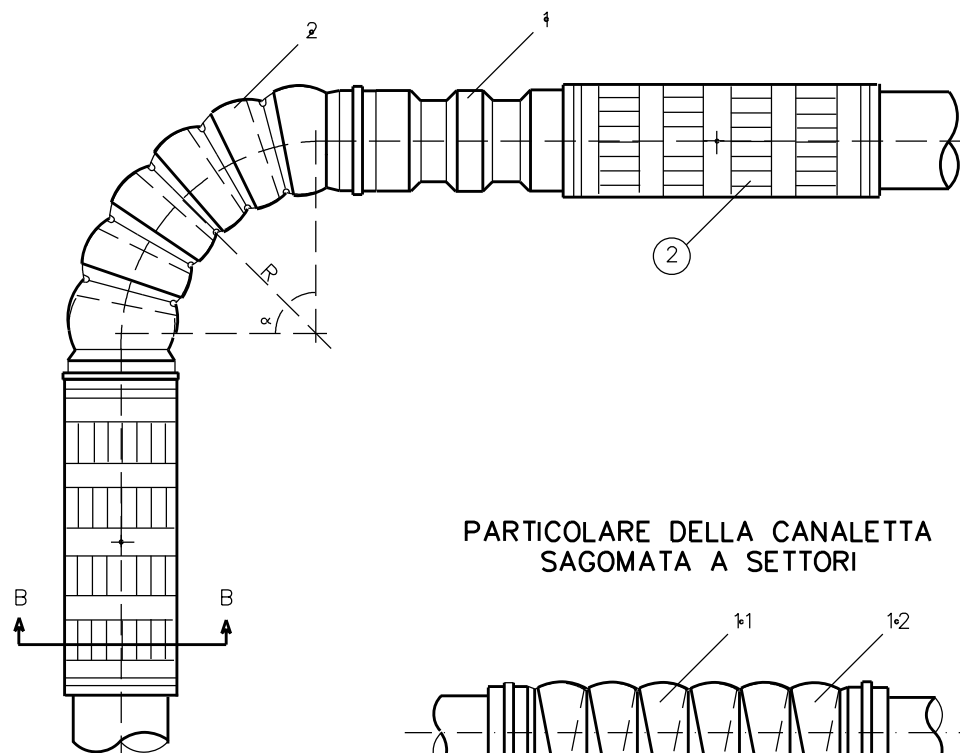 2
1
2
R
α
PARTICOLARE DELLA CANALETTA
SAGOMATA A SETTORI
B B
1.1 1.2